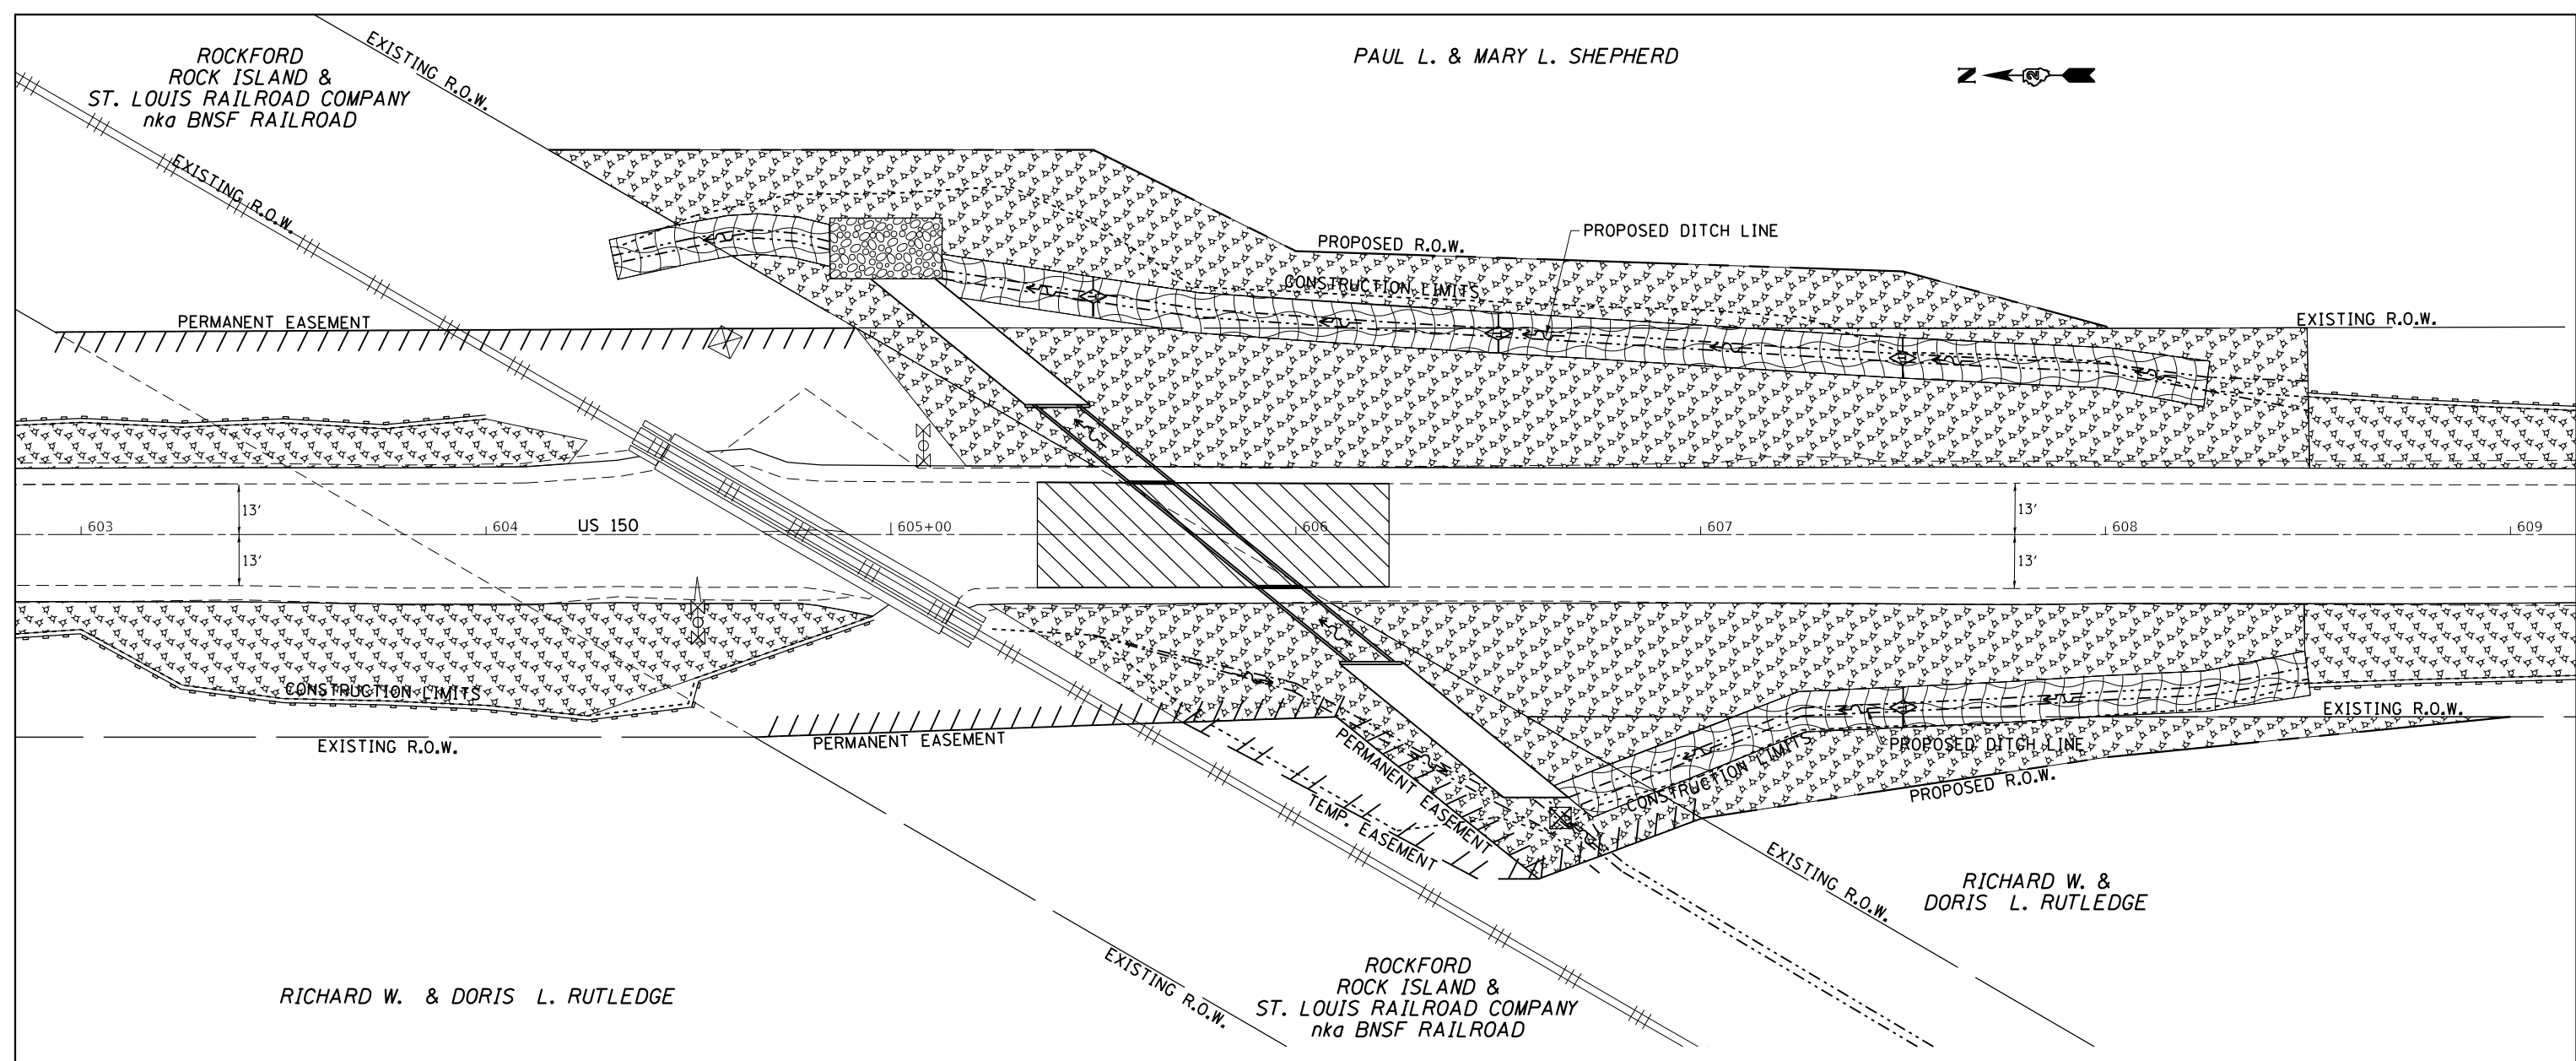 EXISTING R.O.W.
PAUL L. & MARY L. SHEPHERD
ROCKFORD
ROCK ISLAND &
ST. LOUIS RAILROAD COMPANY
nka BNSF RAILROAD
N
EXISTING R.O.W.
PROPOSED R.O.W.
PROPOSED DITCH LINE
CONSTRUCTION LIMITS
PERMANENT EASEMENT
EXISTING R.O.W.
13'
13'
603
604
US 150
605+00
606
607
608
609
13'
13'
CONSTRUCTION LIMITS
EXISTING R.O.W.
PERMANENT EASEMENT
EXISTING R.O.W.
PROPOSED DITCH LINE
CONSTRUCTION LIMITS
PROPOSED R.O.W.
PERMANENT EASEMENT
TEMP. EASEMENT
EXISTING R.O.W.
RICHARD W. &
DORIS L. RUTLEDGE
EXISTING R.O.W.
ROCKFORD
ROCK ISLAND &
ST. LOUIS RAILROAD COMPANY
nka BNSF RAILROAD
RICHARD W. & DORIS L. RUTLEDGE